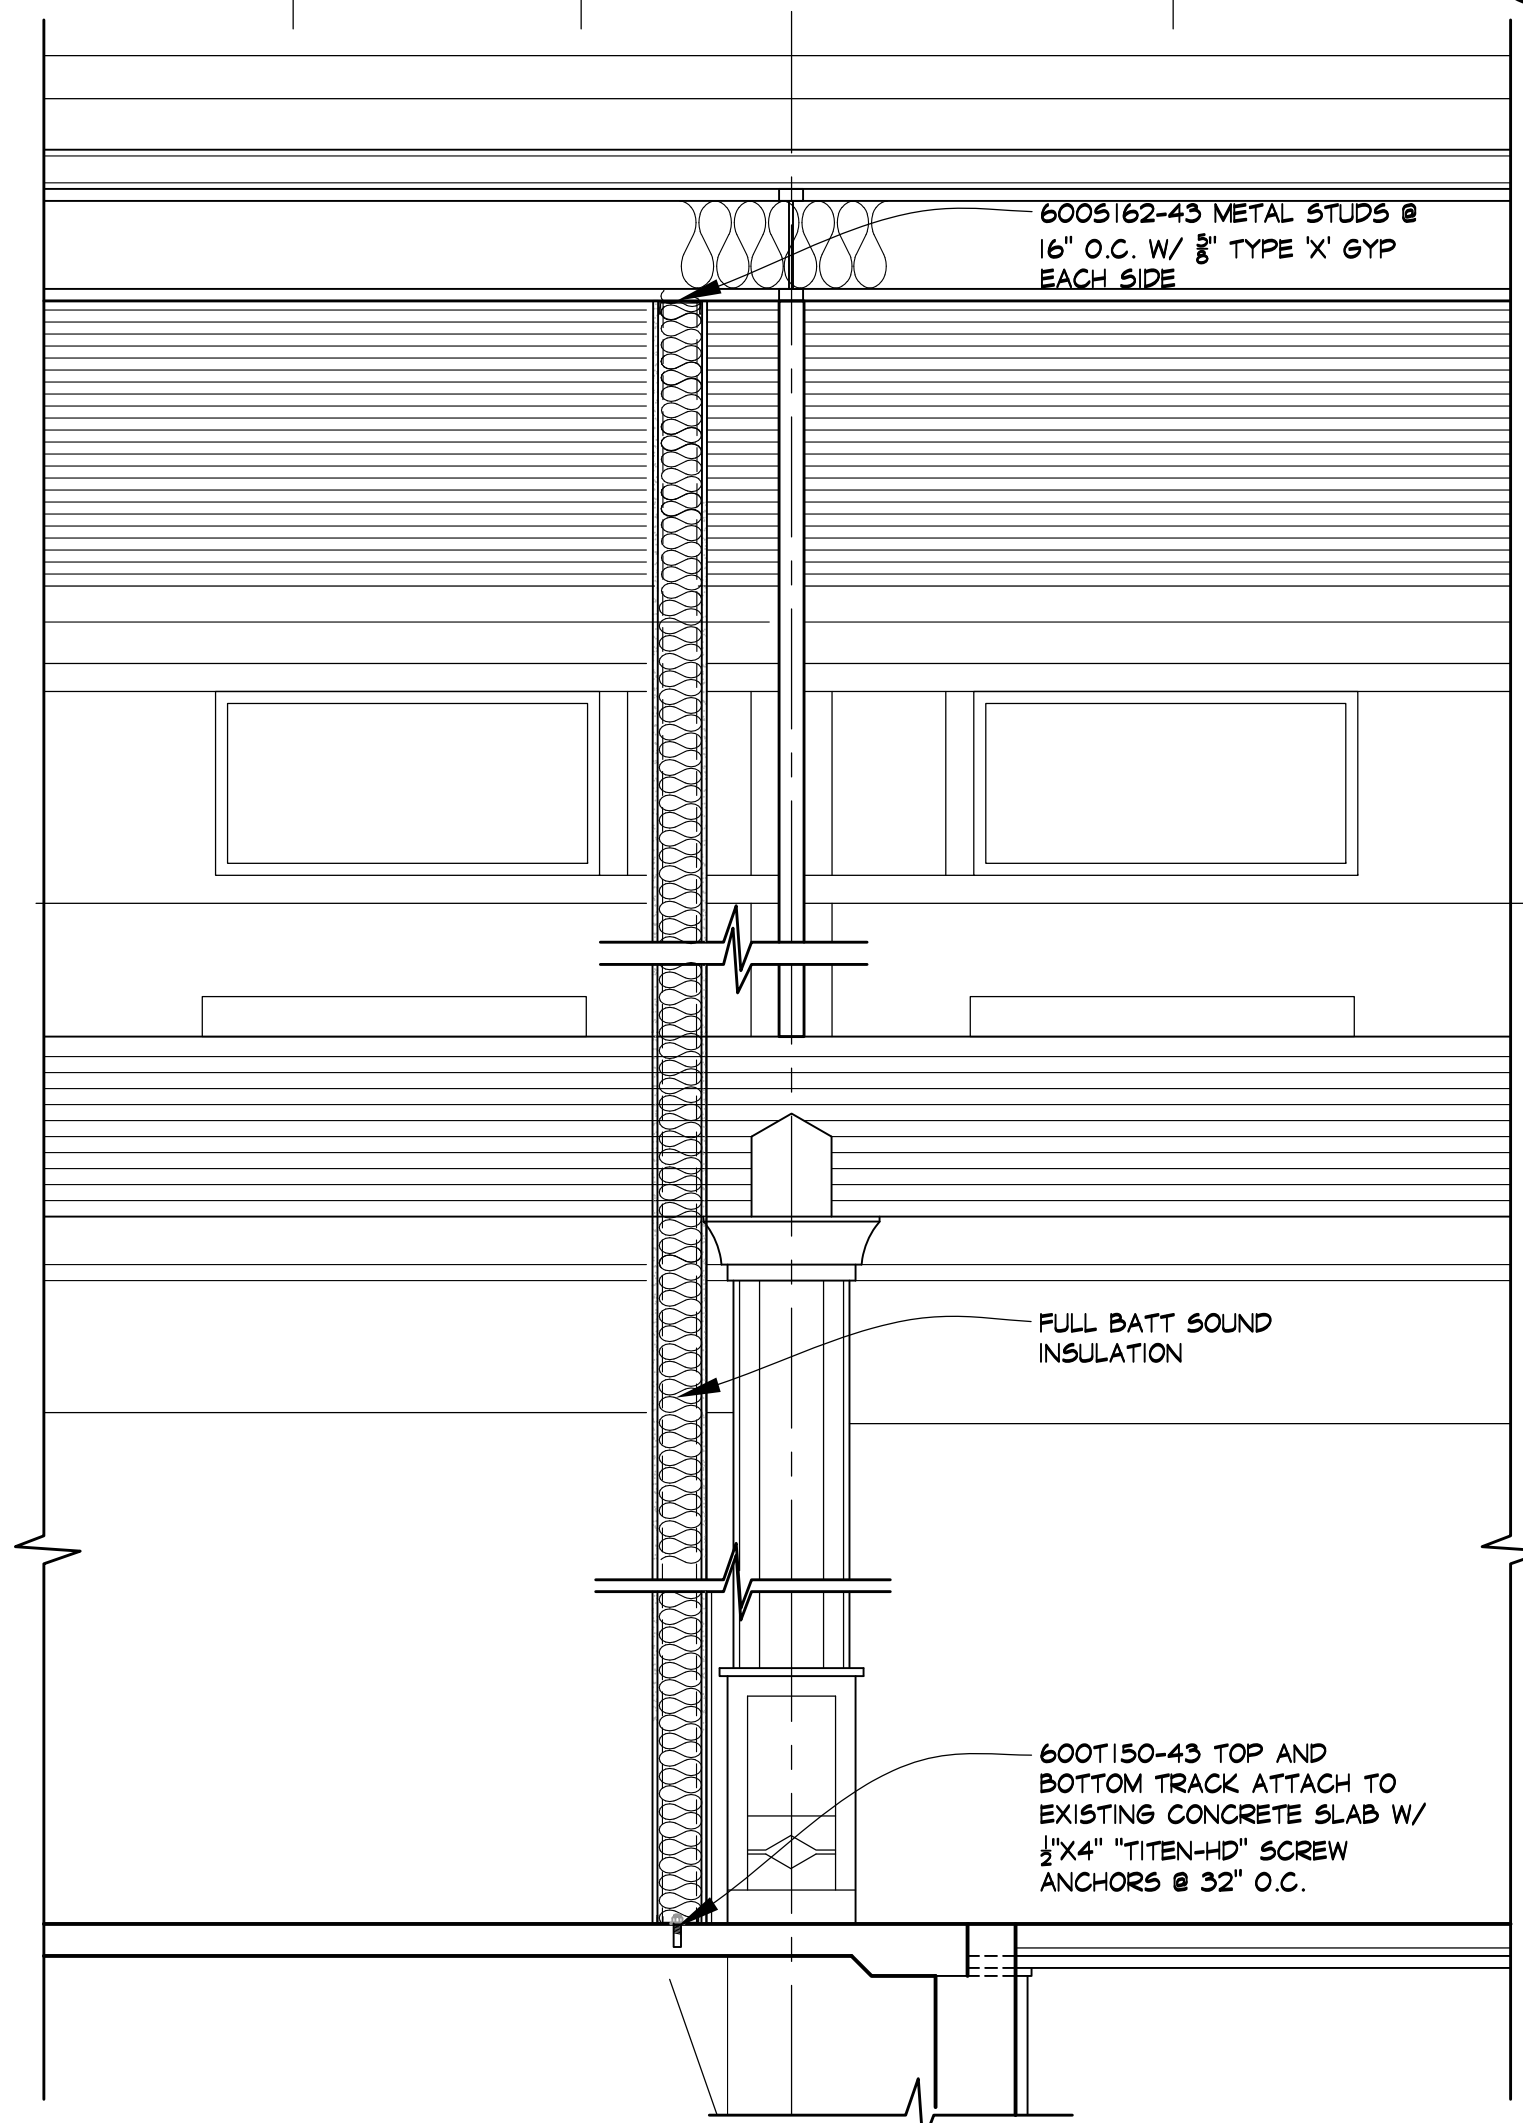 600S162-43 METAL STUDS @
16" O.C. W/ 5/8" TYPE 'X' GYP
EACH SIDE
FULL BATT SOUND
INSULATION
600T150-43 TOP AND
BOTTOM TRACK ATTACH TO
EXISTING CONCRETE SLAB W/
1/2"X4" "TITEN-HD" SCREW
ANCHORS @ 32" O.C.